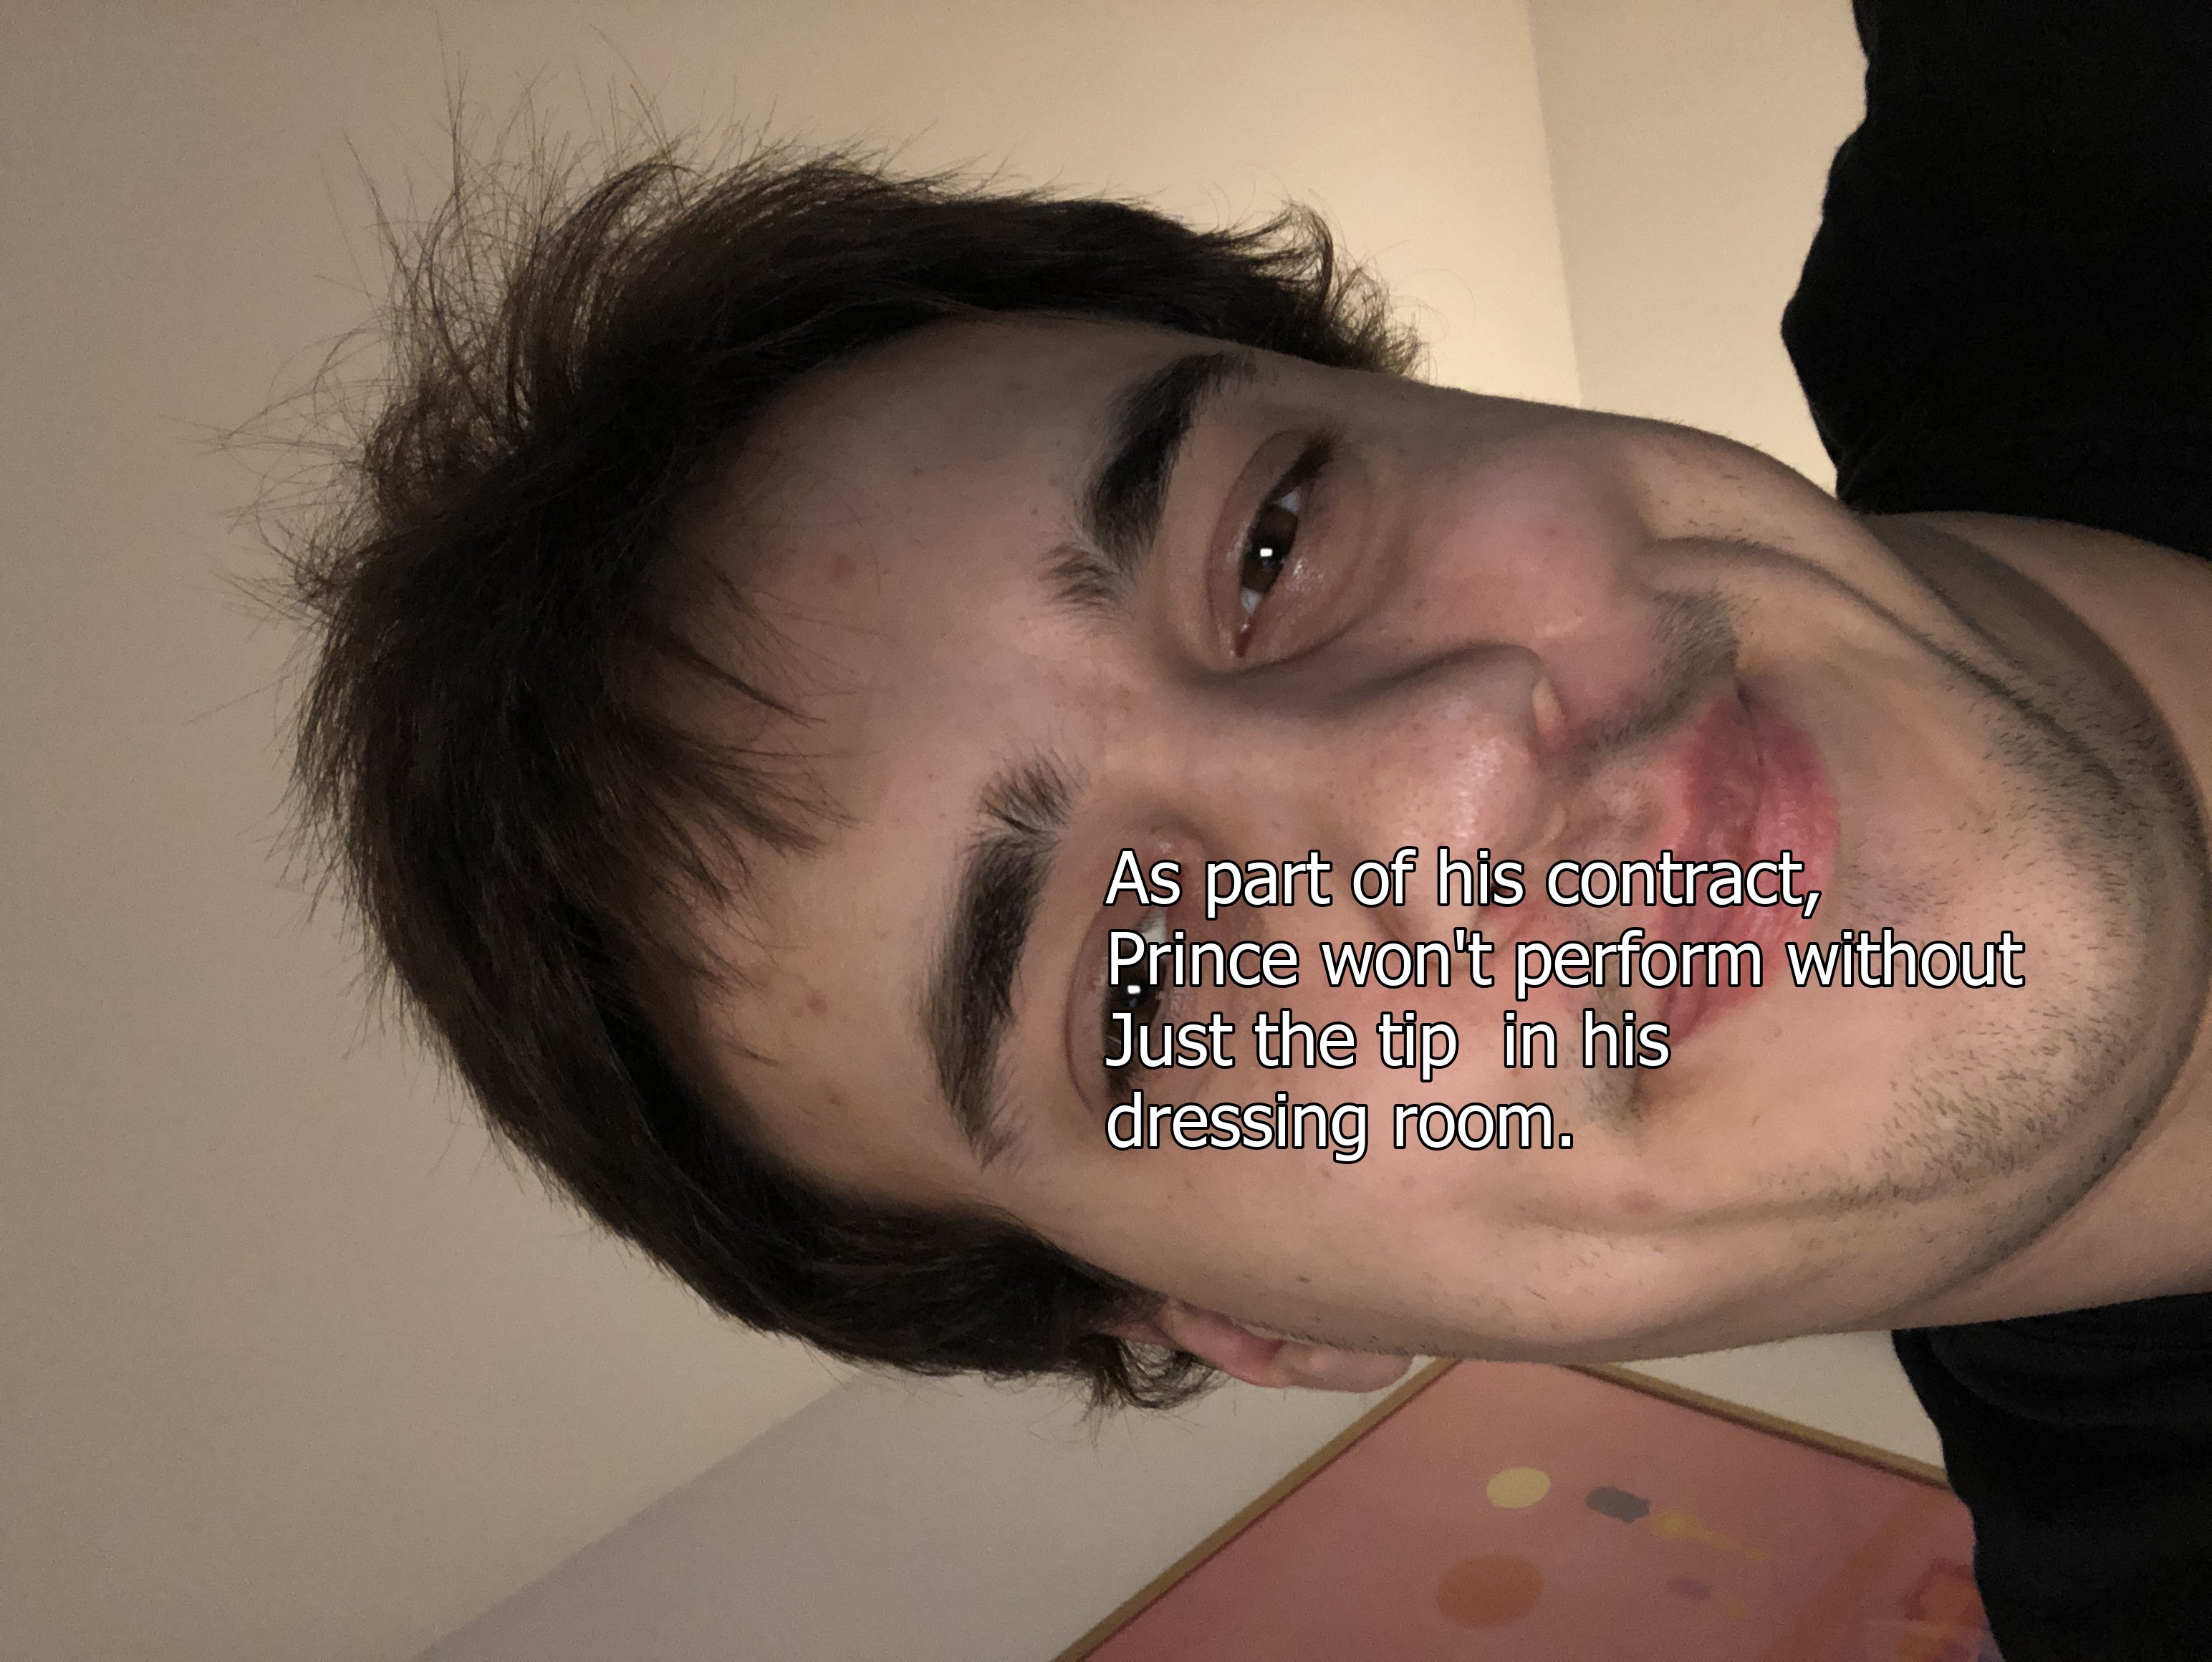 As part of his contract,
Prince won't perform without
Just the tip  in his
dressing room.